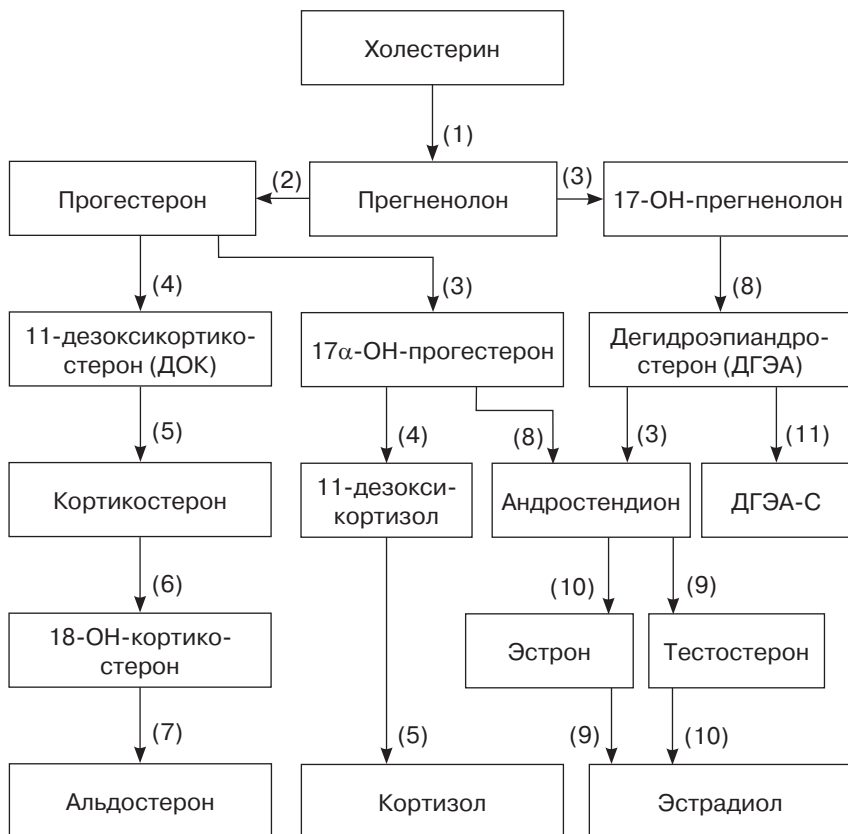 Холестерин
(1)
Прогестерон
(2)
Прегненолон
(3)
17-ОН-прегненолон
(4)
(3)
(8)
11-дезоксикортико-
стерон (ДОК)
17α-ОН-прогестерон
Дегидроэпиандро-
стерон (ДГЭА)
(5)
(4)
(8)
(3)
(11)
Кортикостерон
11-дезокси-
кортизол
Андростендион
ДГЭА-С
(6)
(10)
(9)
18-ОН-кортико-
стерон
Эстрон
Тестостерон
(7)
(5)
(9)
(10)
Альдостерон
Кортизол
Эстрадиол